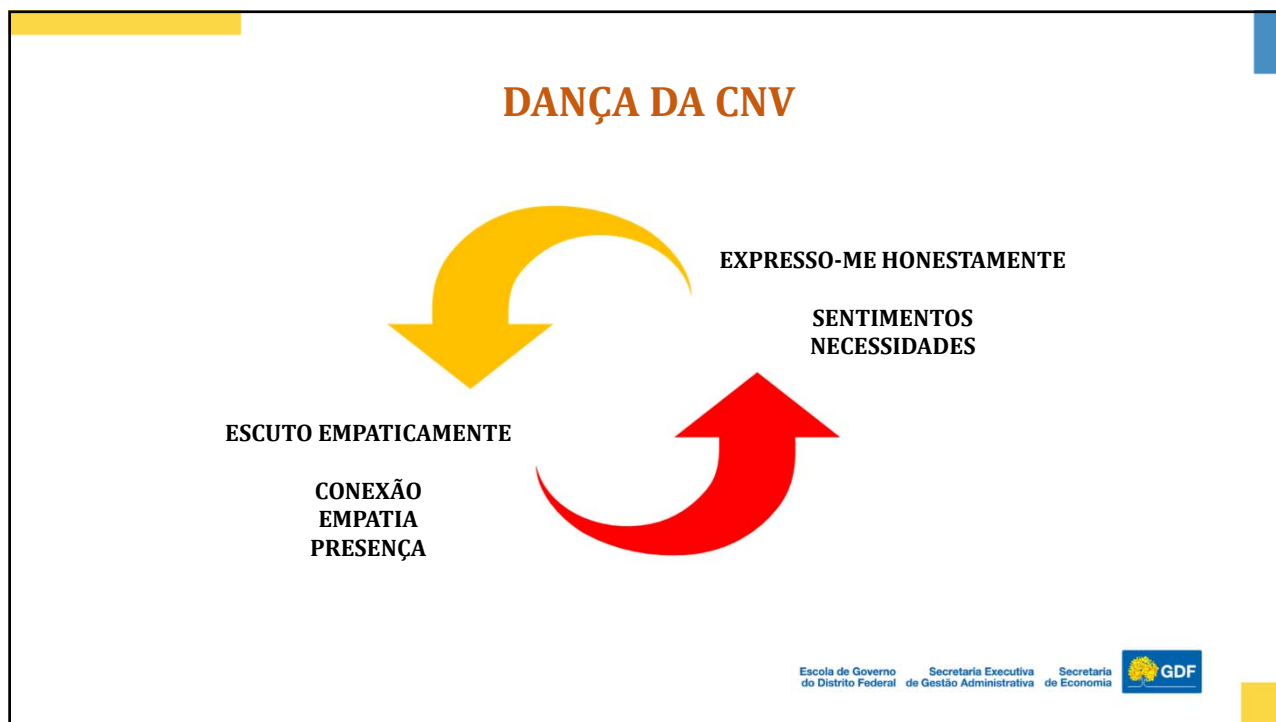 DANÇA DA CNV
EXPRESSO-ME HONESTAMENTE
SENTIMENTOS
NECESSIDADES
ESCUTO EMPATICAMENTE
CONEXÃO
EMPATIA
PRESENÇA
Escola de Governo
do Distrito Federal
Secretaria Executiva
de Gestão Administrativa
Secretaria
de Economia
GDF